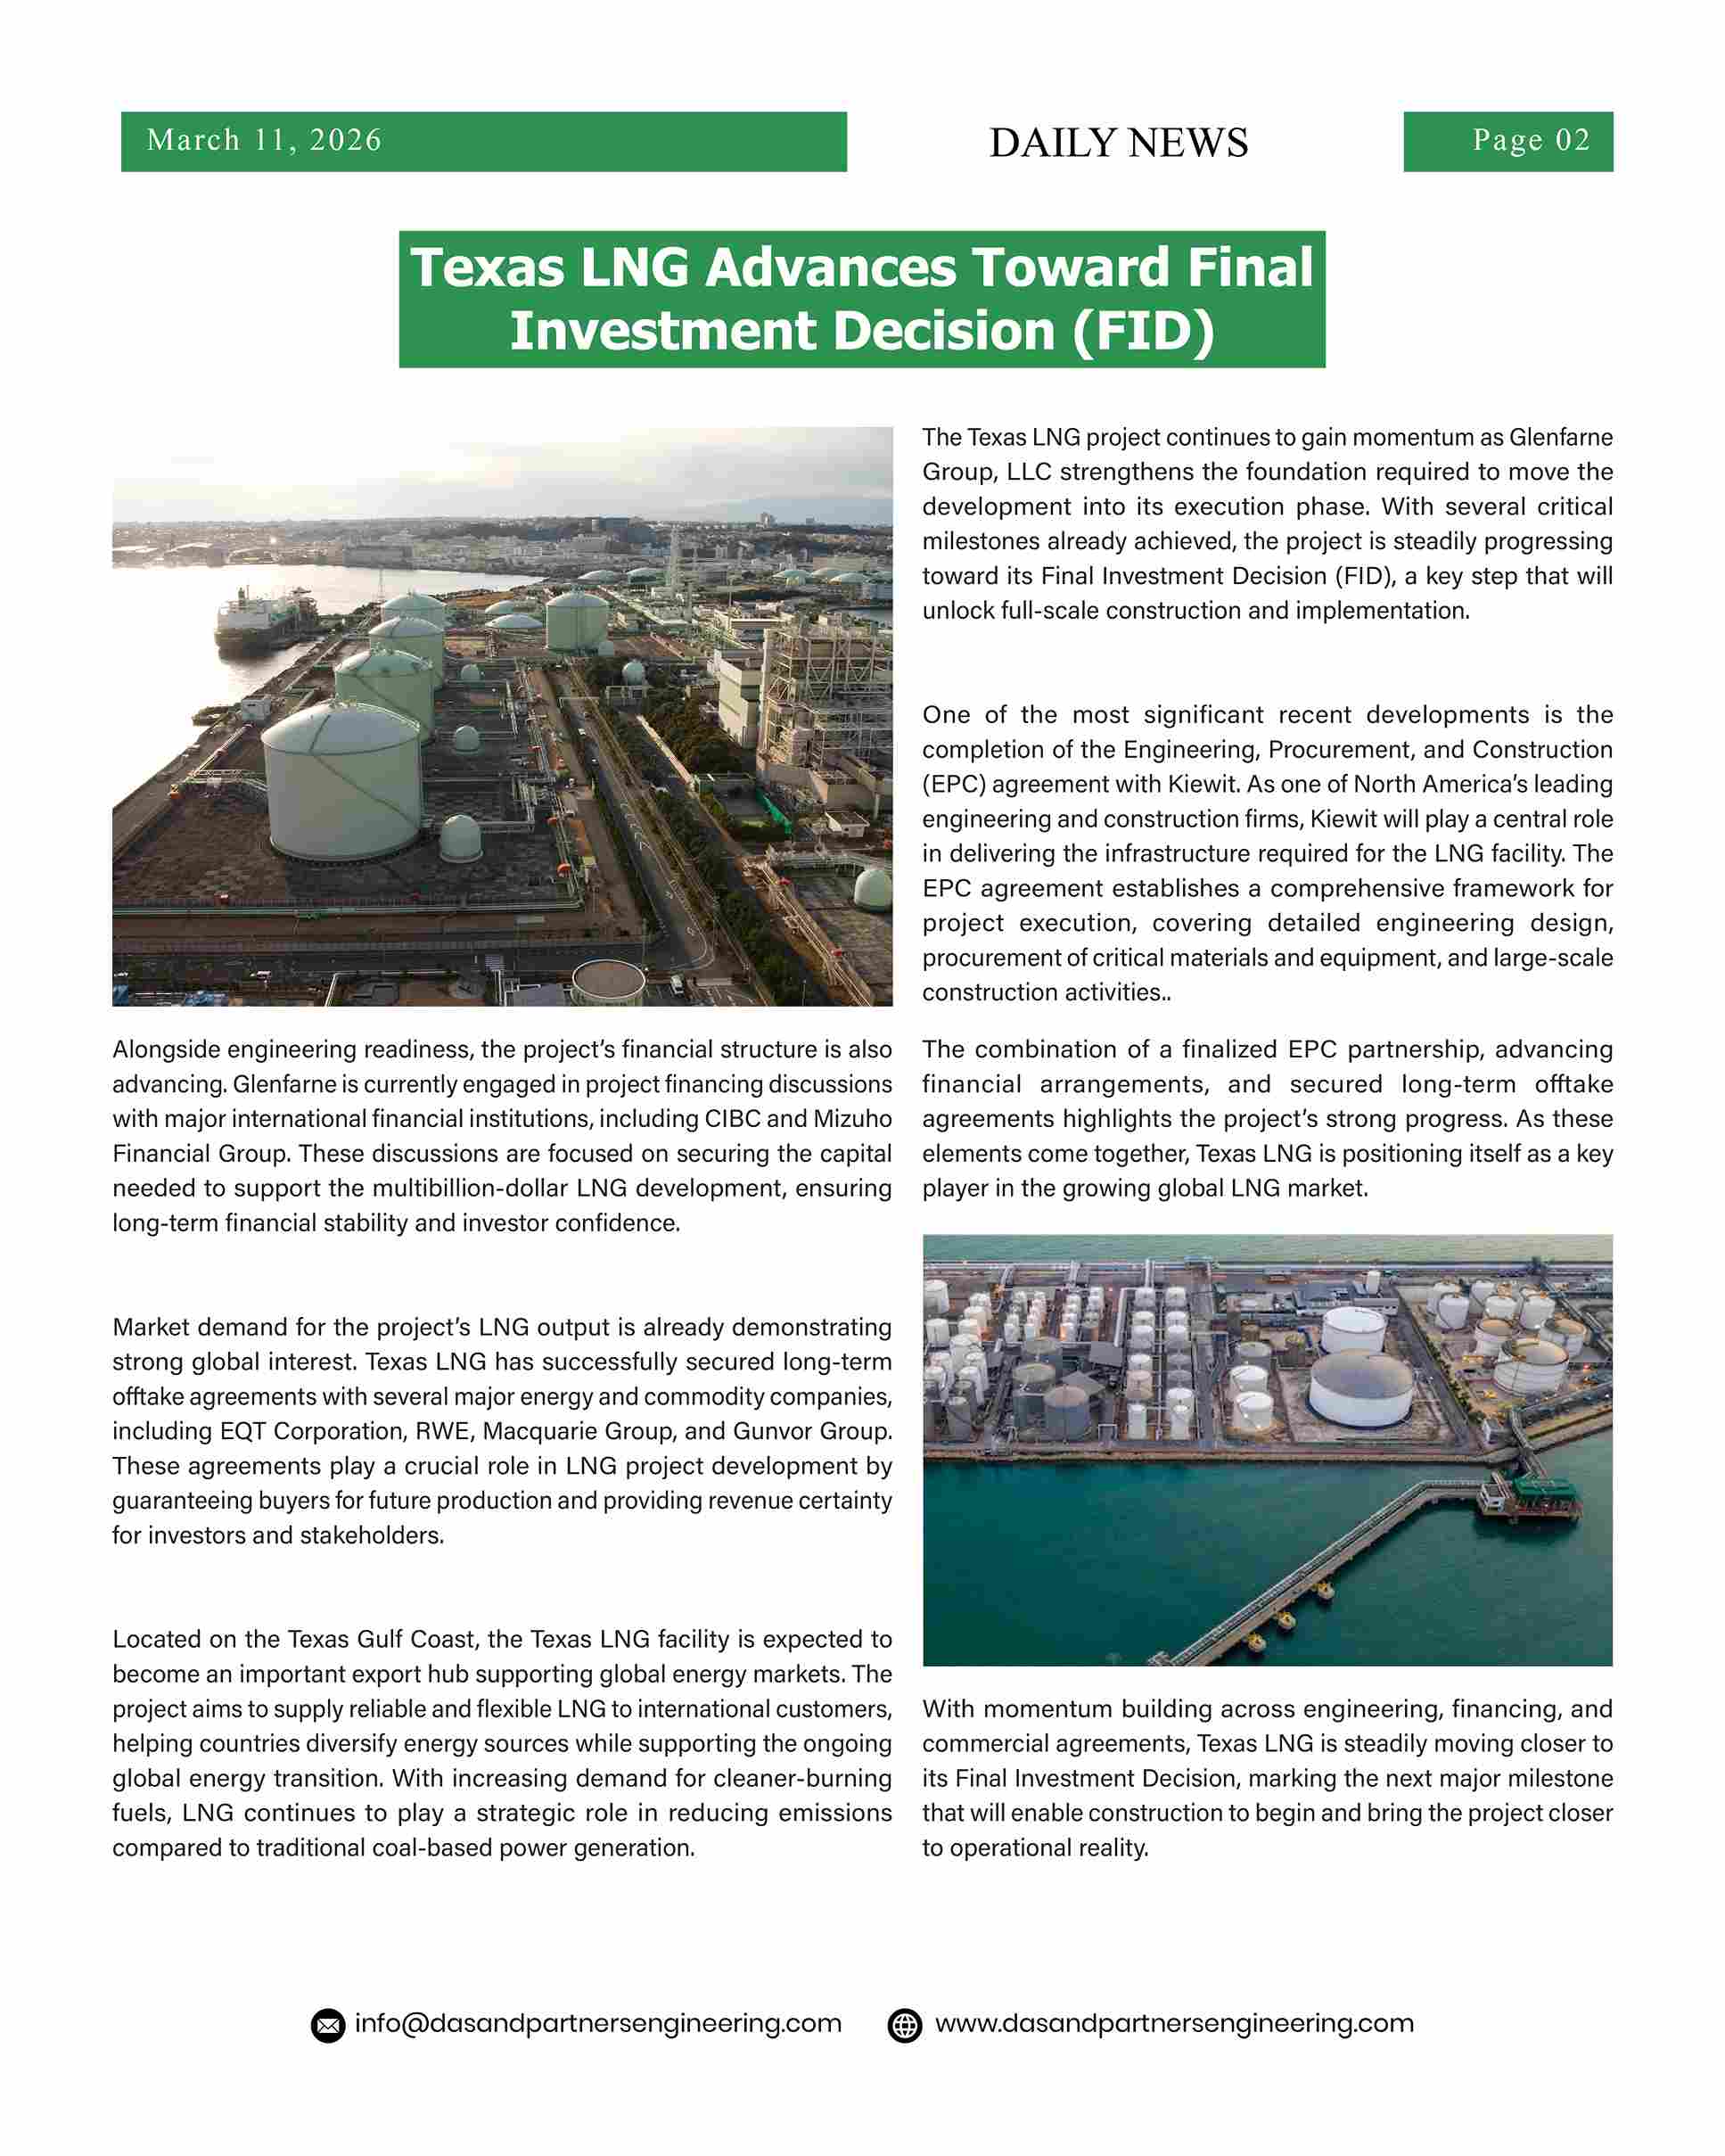 March 11, 2026
DAILY NEWS
Page 02
Texas LNG Advances Toward Final
Investment Decision (FID)
The Texas LNG project continues to gain momentum as Glenfarne
Group, LLC strengthens the foundation required to move the
development into its execution phase. With several critical
milestones already achieved, the project is steadily progressing
toward its Final Investment Decision (FID), a key step that will
unlock full-scale construction and implementation.
One of the most significant recent developments is the
completion of the Engineering, Procurement, and Construction
(EPC) agreement with Kiewit. As one of North America’s leading
engineering and construction firms, Kiewit will play a central role
in delivering the infrastructure required for the LNG facility. The
EPC agreement establishes a comprehensive framework for
project execution, covering detailed engineering design,
procurement of critical materials and equipment, and large-scale
construction activities..
Alongside engineering readiness, the project’s financial structure is also
advancing. Glenfarne is currently engaged in project financing discussions
with major international financial institutions, including CIBC and Mizuho
Financial Group. These discussions are focused on securing the capital
needed to support the multibillion-dollar LNG development, ensuring
long-term financial stability and investor confidence.
Market demand for the project’s LNG output is already demonstrating
strong global interest. Texas LNG has successfully secured long-term
offtake agreements with several major energy and commodity companies,
including EQT Corporation, RWE, Macquarie Group, and Gunvor Group.
These agreements play a crucial role in LNG project development by
guaranteeing buyers for future production and providing revenue certainty
for investors and stakeholders.
Located on the Texas Gulf Coast, the Texas LNG facility is expected to
become an important export hub supporting global energy markets. The
project aims to supply reliable and flexible LNG to international customers,
helping countries diversify energy sources while supporting the ongoing
global energy transition. With increasing demand for cleaner-burning
fuels, LNG continues to play a strategic role in reducing emissions
compared to traditional coal-based power generation.
The combination of a finalized EPC partnership, advancing
financial arrangements, and secured long-term offtake
agreements highlights the project’s strong progress. As these
elements come together, Texas LNG is positioning itself as a key
player in the growing global LNG market.
With momentum building across engineering, financing, and
commercial agreements, Texas LNG is steadily moving closer to
its Final Investment Decision, marking the next major milestone
that will enable construction to begin and bring the project closer
to operational reality.
info@dasandpartnersengineering.com
www.dasandpartnersengineering.com